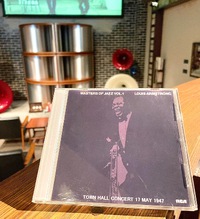 MASTERS OF JAZZ VOL.1 LOUIS ARMSTRONG
TOWN HALL CONCERT 17 MAY 1947
RCA